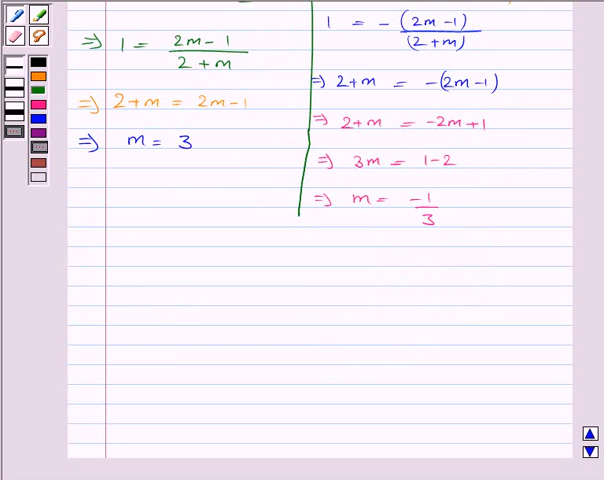 ⇒ 1 = (2m - 1)/(2 + m)
⇒ 2+m = 2m-1
⇒ m = 3
1 = - (2m-1)/(2+m)
⇒ 2+m = -(2m-1)
⇒ 2+m = -2m+1
⇒ 3m = 1-2
⇒ m = -1/3